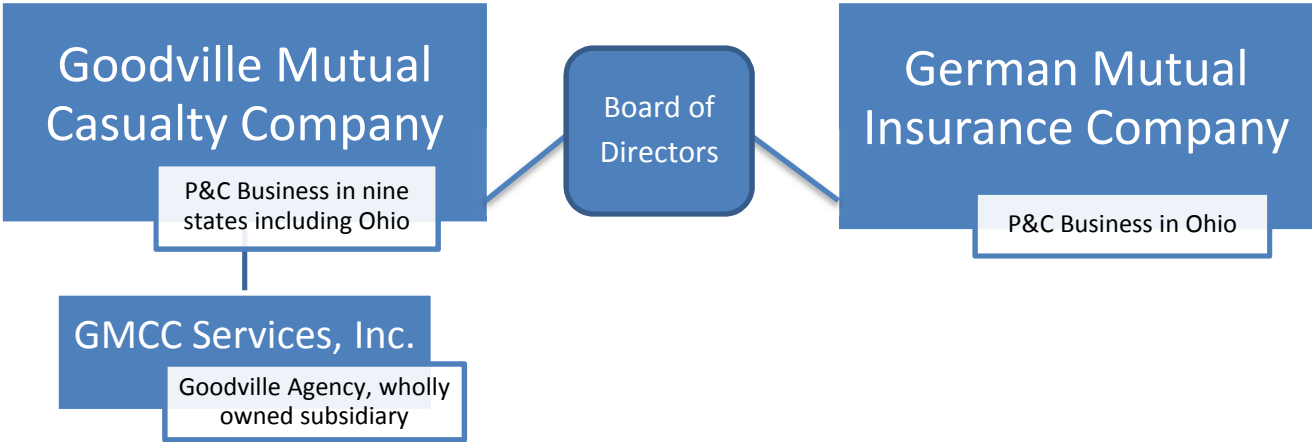 Goodville Mutual
Casualty Company
P&C Business in nine
states including Ohio
Board of
Directors
German Mutual
Insurance Company
P&C Business in Ohio
GMCC Services, Inc.
Goodville Agency, wholly
owned subsidiary